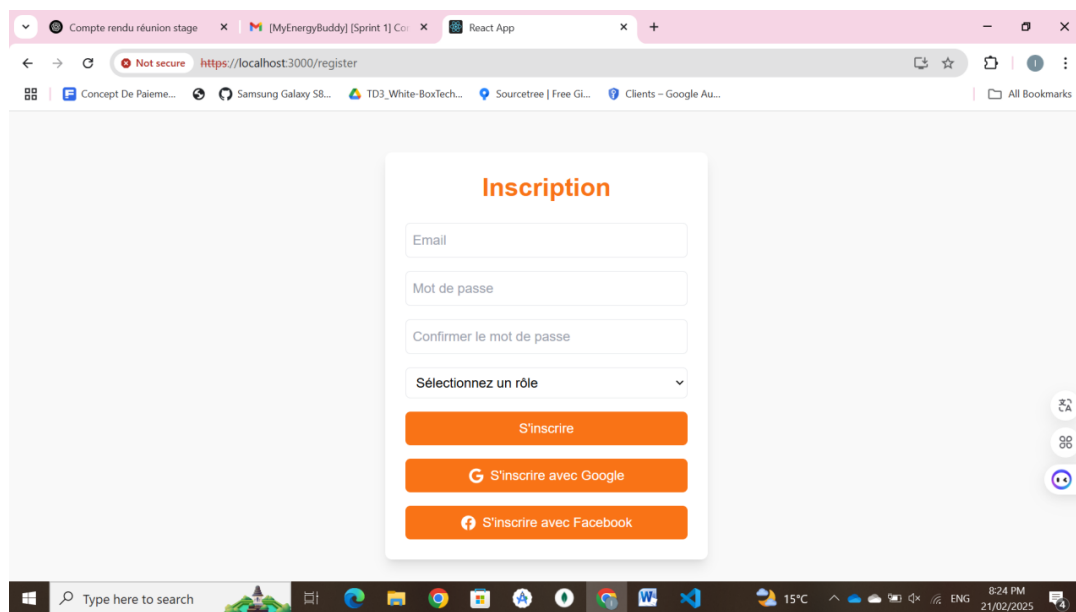 Compte rendu réunion stage
[MyEnergyBuddy] [Sprint 1] Cor
React App
Not secure
https://localhost:3000/register
Concept De Paieme...
Samsung Galaxy S8...
TD3_White-BoxTech...
Sourcetree | Free Gi...
Clients – Google Au...
All Bookmarks
Inscription
Email
Mot de passe
Confirmer le mot de passe
Sélectionnez un rôle
S'inscrire
S'inscrire avec Google
S'inscrire avec Facebook
Type here to search
15°C
ENG
8:24 PM
21/02/2025
4